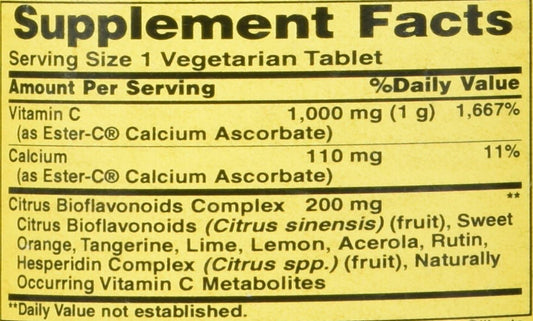 Supplement Facts
Serving Size 1 Vegetarian Tablet
Amount Per Serving %Daily Value
Vitamin C 1,000 mg (1 g) 1,667%
(as Ester-C® Calcium Ascorbate)
Calcium 110 mg 11%
(as Ester-C® Calcium Ascorbate)
Citrus Bioflavonoids Complex 200 mg **
Citrus Bioflavonoids (Citrus sinensis) (fruit), Sweet
Orange, Tangerine, Lime, Lemon, Acerola, Rutin,
Hesperidin Complex (Citrus spp.) (fruit), Naturally
Occurring Vitamin C Metabolites
**Daily Value not established.